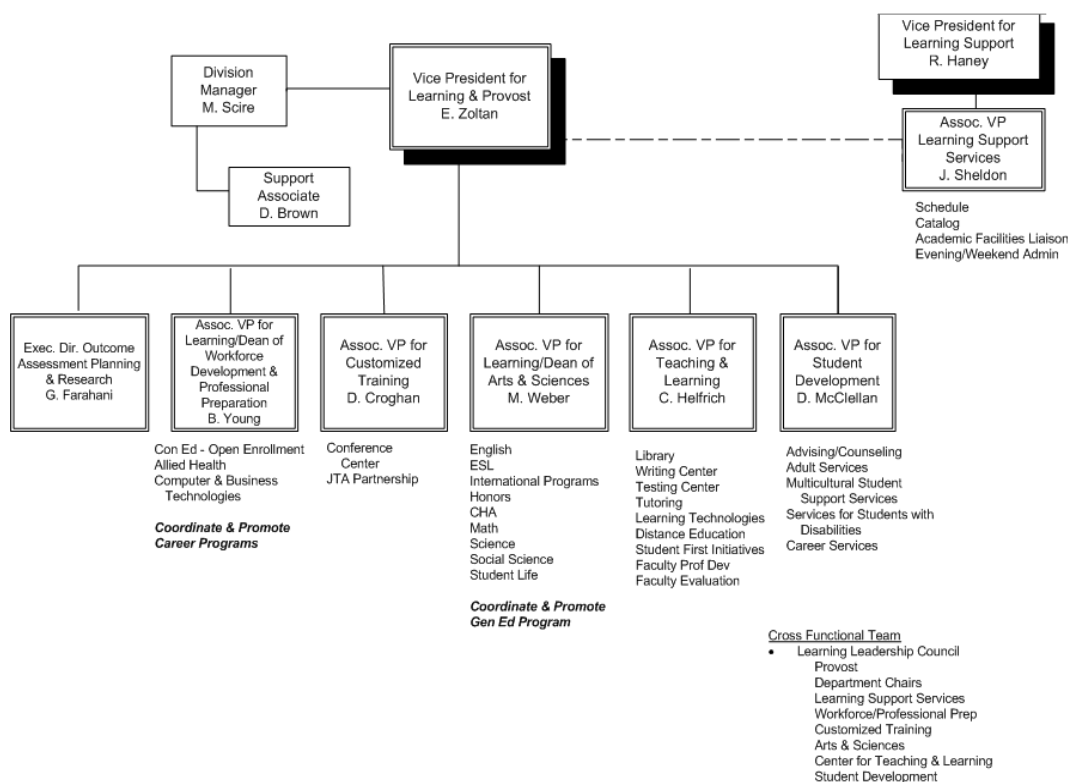 Vice President for
Learning Support
R. Haney
Division
Manager
M. Scire
Vice President for
Learning & Provost
E. Zoltan
Assoc. VP
Learning Support
Services
J. Sheldon
Support
Associate
D. Brown
Schedule
Catalog
Academic Facilities Liaison
Evening/Weekend Admin
Exec. Dir. Outcome
Assessment Planning
& Research
G. Farahani
Assoc. VP for
Learning/Dean of
Workforce
Development &
Professional
Preparation
B. Young
Assoc. VP for
Customized
Training
D. Croghan
Assoc. VP for
Learning/Dean of
Arts & Sciences
M. Weber
Assoc. VP for
Teaching &
Learning
C. Helfrich
Assoc. VP for
Student
Development
D. McClellan
Con Ed - Open Enrollment
Allied Health
Computer & Business
Technologies
Coordinate & Promote
Career Programs
Conference
Center
JTA Partnership
English
ESL
International Programs
Honors
CHA
Math
Science
Social Science
Student Life
Coordinate & Promote
Gen Ed Program
Library
Writing Center
Testing Center
Tutoring
Learning Technologies
Distance Education
Student First Initiatives
Faculty Prof Dev
Faculty Evaluation
Advising/Counseling
Adult Services
Multicultural Student
Support Services
Services for Students with
Disabilities
Career Services
Cross Functional Team
• Learning Leadership Council
Provost
Department Chairs
Learning Support Services
Workforce/Professional Prep
Customized Training
Arts & Sciences
Center for Teaching & Learning
Student Development